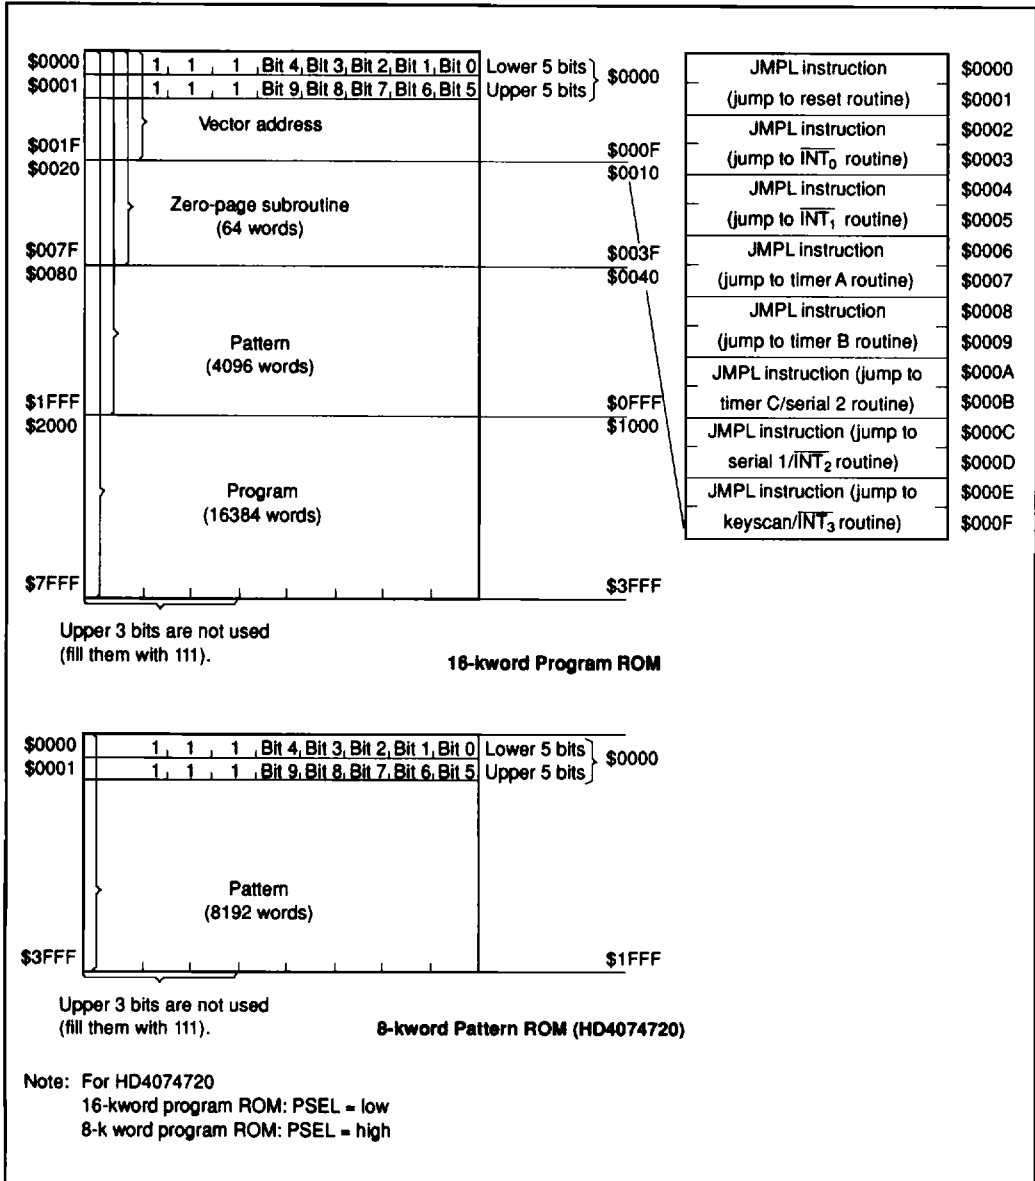 $0000 1 1 1 Bit 4 Bit 3 Bit 2 Bit 1 Bit 0 Lower 5 bits
$0001 1 1 1 Bit 9 Bit 8 Bit 7 Bit 6 Bit 5 Upper 5 bits
$0000
Vector address
$001F $000F
$0020 $0010
Zero-page subroutine
(64 words)
$007F $003F
$0080 $0040
Pattern
(4096 words)
$1FFF $0FFF
$2000 $1000
Program
(16384 words)
$7FFF $3FFF
Upper 3 bits are not used
(fill them with 111).
16-kword Program ROM
JMPL instruction $0000
(jump to reset routine) $0001
JMPL instruction $0002
(jump to INT0 routine) $0003
JMPL instruction $0004
(jump to INT1 routine) $0005
JMPL instruction $0006
(jump to timer A routine) $0007
JMPL instruction $0008
(jump to timer B routine) $0009
JMPL instruction (jump to $000A
timer C/serial 2 routine) $000B
JMPL instruction (jump to $000C
serial 1/INT2 routine) $000D
JMPL instruction (jump to $000E
keyscan/INT3 routine) $000F
$0000 1 1 1 Bit 4 Bit 3 Bit 2 Bit 1 Bit 0 Lower 5 bits
$0001 1 1 1 Bit 9 Bit 8 Bit 7 Bit 6 Bit 5 Upper 5 bits
$0000
Pattern
(8192 words)
$3FFF $1FFF
Upper 3 bits are not used
(fill them with 111).
8-kword Pattern ROM (HD4074720)
Note: For HD4074720
16-kword program ROM: PSEL = low
8-k word program ROM: PSEL = high